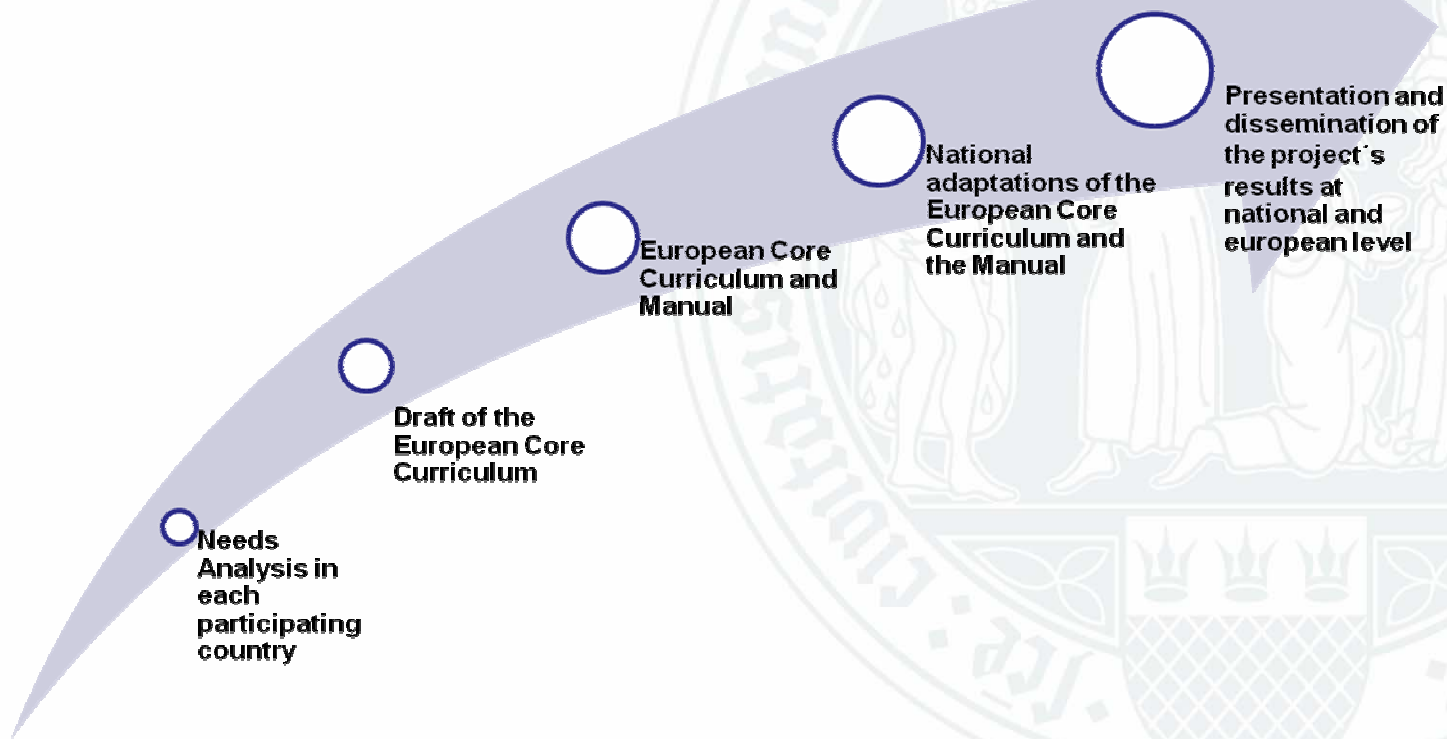 Needs
Analysis in
each
participating
country
Draft of the
European Core
Curriculum
European Core
Curriculum and
Manual
National
adaptations of the
European Core
Curriculum and
the Manual
Presentation and
dissemination of
the project´s
results at
national and
european level